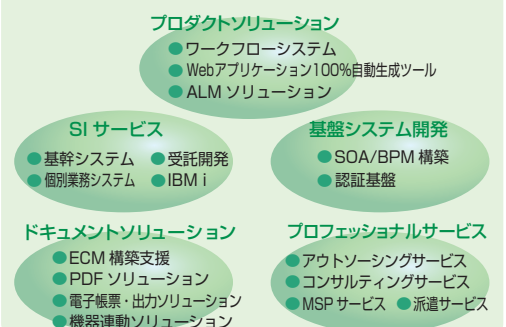 プロダクトソリューション
●ワークフローシステム
●Webアプリケーション100%自動生成ツール
●ALM ソリューション
SI サービス
●基幹システム ●受託開発
●個別業務システム ●IBM i
基盤システム開発
●SOA/BPM 構築
●認証基盤
ドキュメントソリューション
●ECM 構築支援
●PDF ソリューション
●電子帳票・出力ソリューション
●機器連動ソリューション
プロフェッショナルサービス
●アウトソーシングサービス
●コンサルティングサービス
●MSP サービス ●派遣サービス